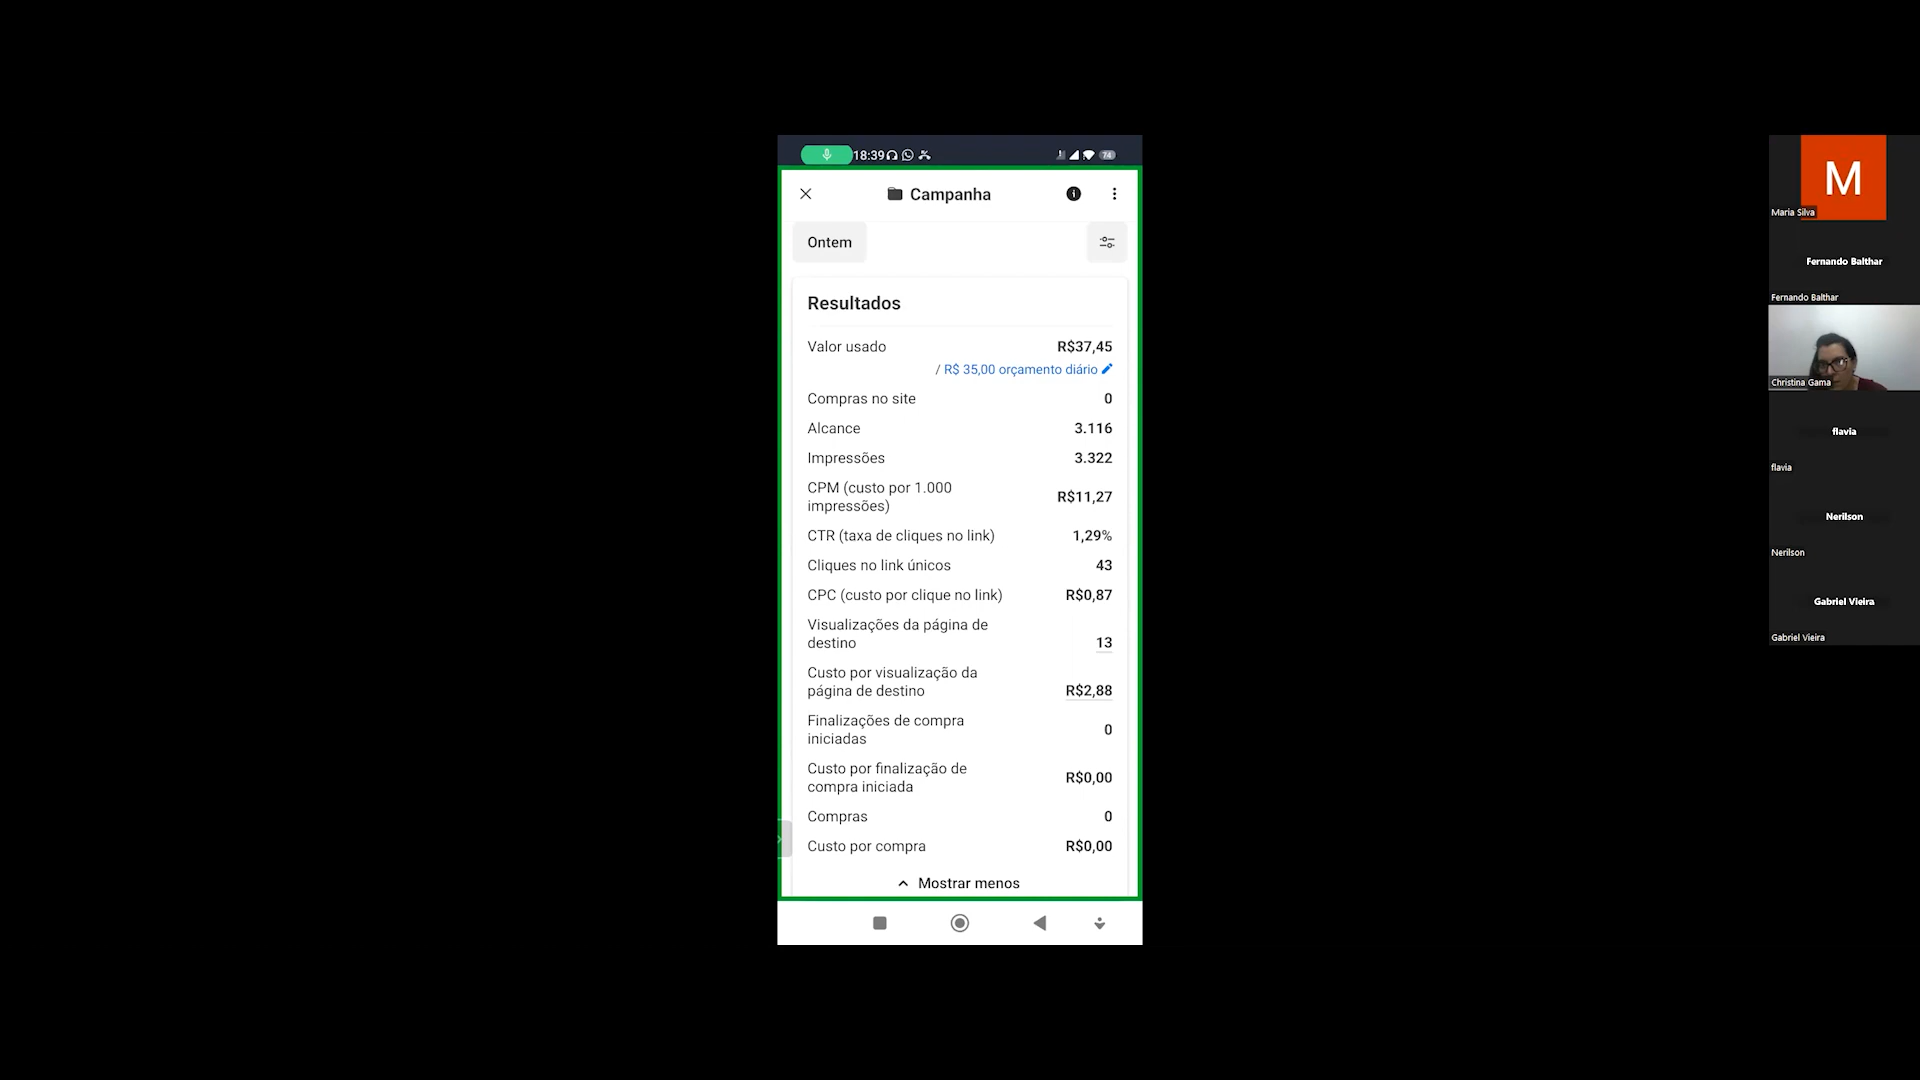 18:39
74
Campanha
Ontem
Resultados
Valor usado R$37,45
/ R$ 35,00 orçamento diário
Compras no site 0
Alcance 3.116
Impressões 3.322
CPM (custo por 1.000
impressões) R$11,27
CTR (taxa de cliques no link) 1,29%
Cliques no link únicos 43
CPC (custo por clique no link) R$0,87
Visualizações da página de
destino 13
Custo por visualização da
página de destino R$2,88
Finalizações de compra
iniciadas 0
Custo por finalização de
compra iniciada R$0,00
Compras 0
Custo por compra R$0,00
Mostrar menos
M
Maria Silva
Fernando Balthar
Fernando Balthar
Christina Gama
flavia
flavia
Nerilson
Nerilson
Gabriel Vieira
Gabriel Vieira